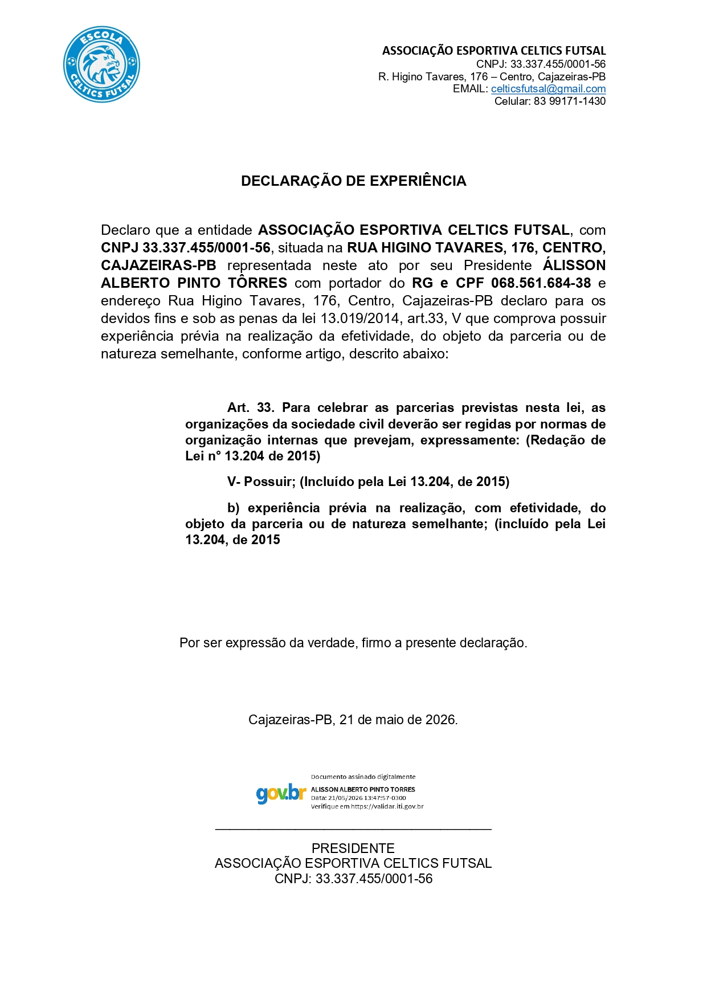 ESCOLA
CELTICS FUTSAL
ASSOCIAÇÃO ESPORTIVA CELTICS FUTSAL
CNPJ: 33.337.455/0001-56
R. Higino Tavares, 176 – Centro, Cajazeiras-PB
EMAIL: celticsfutsal@gmail.com
Celular: 83 99171-1430
DECLARAÇÃO DE EXPERIÊNCIA
Declaro que a entidade ASSOCIAÇÃO ESPORTIVA CELTICS FUTSAL, com
CNPJ 33.337.455/0001-56, situada na RUA HIGINO TAVARES, 176, CENTRO,
CAJAZEIRAS-PB representada neste ato por seu Presidente ÁLISSON
ALBERTO PINTO TÔRRES com portador do RG e CPF 068.561.684-38 e
endereço Rua Higino Tavares, 176, Centro, Cajazeiras-PB declaro para os
devidos fins e sob as penas da lei 13.019/2014, art.33, V que comprova possuir
experiência prévia na realização da efetividade, do objeto da parceria ou de
natureza semelhante, conforme artigo, descrito abaixo:
Art. 33. Para celebrar as parcerias previstas nesta lei, as
organizações da sociedade civil deverão ser regidas por normas de
organização internas que prevejam, expressamente: (Redação de
Lei n° 13.204 de 2015)
V- Possuir; (Incluído pela Lei 13.204, de 2015)
b) experiência prévia na realização, com efetividade, do
objeto da parceria ou de natureza semelhante; (incluído pela Lei
13.204, de 2015
Por ser expressão da verdade, firmo a presente declaração.
Cajazeiras-PB, 21 de maio de 2026.
gov.br
Documento assinado digitalmente
ALISSON ALBERTO PINTO TORRES
Data: 21/05/2026 13:47:57-0300
Verifique em https://validar.iti.gov.br
PRESIDENTE
ASSOCIAÇÃO ESPORTIVA CELTICS FUTSAL
CNPJ: 33.337.455/0001-56